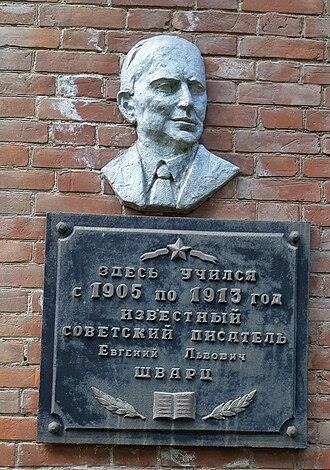 ЗДЕСЬ УЧИЛСЯ
С 1905 ПО 1913 ГОД
ИЗВЕСТНЫЙ
СОВЕТСКИЙ ПИСАТЕЛЬ
Евгений Львович
ШВАРЦ